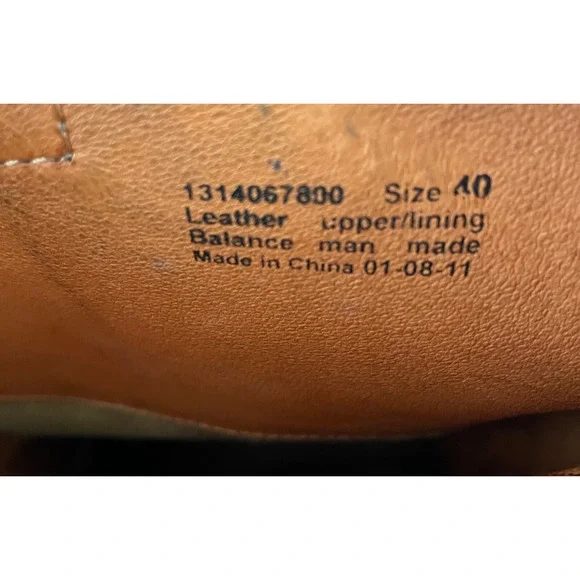 1314067800 Size 40
Leather upper/lining
Balance man made
Made in China 01-08-11